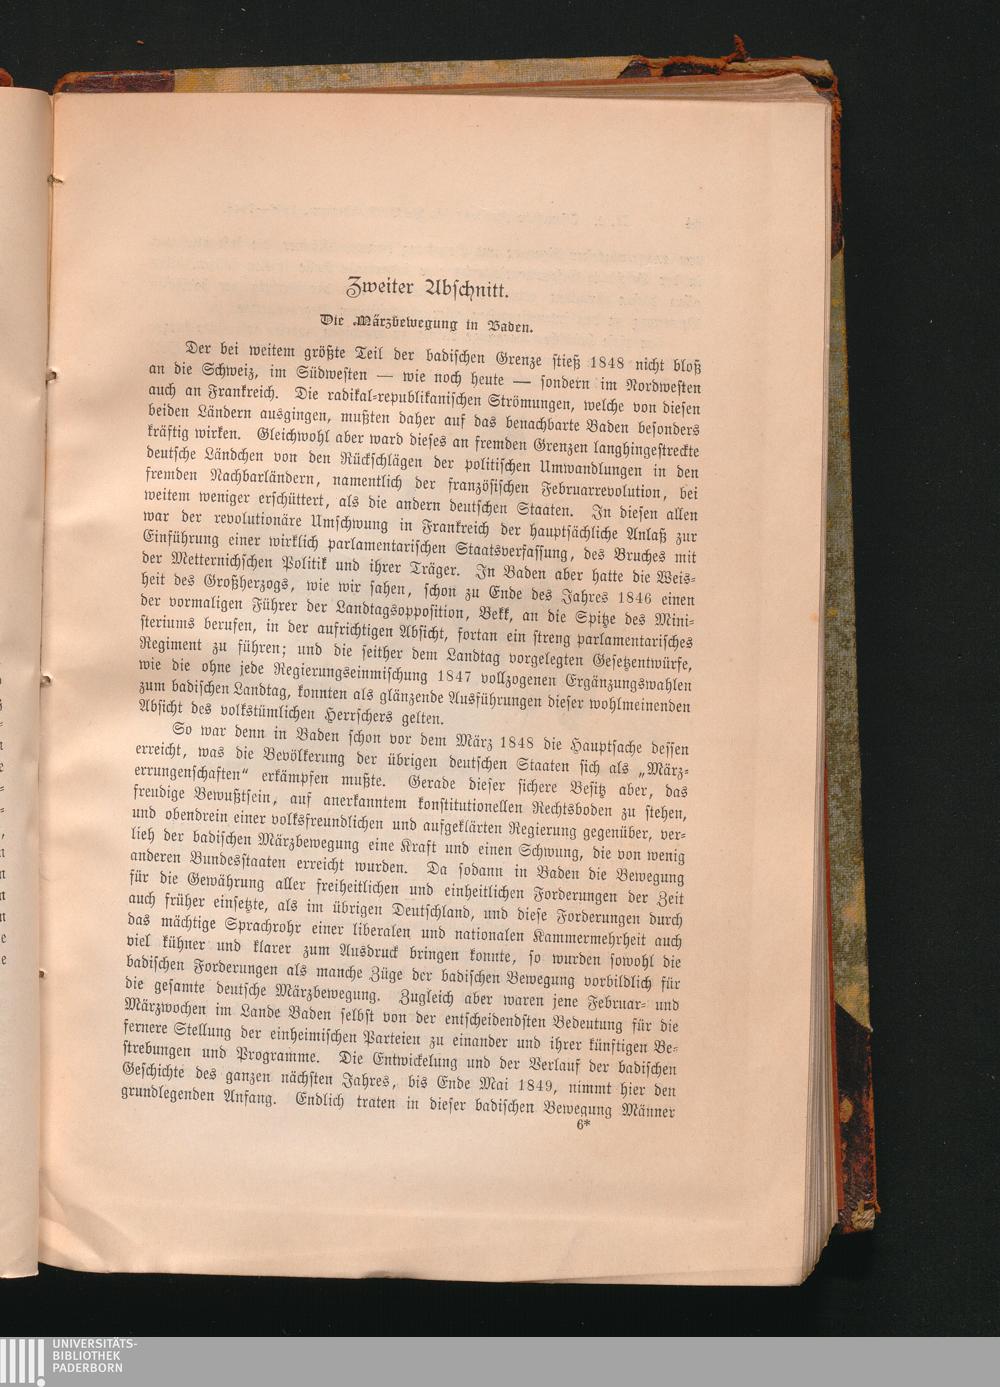 Zweiter Abschnitt.
Die Märzbewegung in Baden.
Der bei weitem größte Teil der badischen Grenze stieß 1848 nicht bloß
an die Schweiz, im Südwesten — wie noch heute — sondern im Nordwesten
auch an Frankreich. Die radikal-republikanischen Strömungen, welche von diesen
beiden Ländern ausgingen, mußten daher auf das benachbarte Baden besonders
kräftig wirken. Gleichwohl aber ward dieses an fremden Grenzen langhingestreckte
deutsche Ländchen von den Rückschlägen der politischen Umwandlungen in den
fremden Nachbarländern, namentlich der französischen Februarrevolution, bei
weitem weniger erschüttert, als die andern deutschen Staaten. In diesen allen
war der revolutionäre Umschwung in Frankreich der hauptsächliche Anlaß zur
Einführung einer wirklich parlamentarischen Staatsverfassung, des Bruches mit
der Metternichschen Politik und ihrer Träger. In Baden aber hatte die Weis-
heit des Großherzogs, wie wir sahen, schon zu Ende des Jahres 1846 einen
der vormaligen Führer der Landtagsopposition, Bekk, an die Spitze des Mini-
steriums berufen, in der aufrichtigen Absicht, fortan ein streng parlamentarisches
Regiment zu führen; und die seither dem Landtag vorgelegten Gesetzentwürfe,
wie die ohne jede Regierungseinmischung 1847 vollzogenen Ergänzungswahlen
zum badischen Landtag, konnten als glänzende Ausführungen dieser wohlmeinenden
Absicht des volkstümlichen Herrschers gelten.
So war denn in Baden schon vor dem März 1848 die Hauptsache dessen
erreicht, was die Bevölkerung der übrigen deutschen Staaten sich als „März-
errungenschaften“ erkämpfen mußte. Gerade dieser sichere Besitz aber, das
freudige Bewußtsein, auf anerkanntem konstitutionellen Rechtsboden zu stehen,
und obendrein einer volksfreundlichen und aufgeklärten Regierung gegenüber, ver-
lieh der badischen Märzbewegung eine Kraft und einen Schwung, die von wenig
anderen Bundesstaaten erreicht wurden. Da sodann in Baden die Bewegung
für die Gewährung aller freiheitlichen und einheitlichen Forderungen der Zeit
auch früher einsetzte, als im übrigen Deutschland, und diese Forderungen durch
das mächtige Sprachrohr einer liberalen und nationalen Kammermehrheit auch
viel kühner und klarer zum Ausdruck bringen konnte, so wurden sowohl die
badischen Forderungen als manche Züge der badischen Bewegung vorbildlich für
die gesamte deutsche Märzbewegung. Zugleich aber waren jene Februar- und
Märzwochen im Lande Baden selbst von der entscheidendsten Bedeutung für die
fernere Stellung der einheimischen Parteien zu einander und ihrer künftigen Be-
strebungen und Programme. Die Entwickelung und der Verlauf der badischen
Geschichte des ganzen nächsten Jahres, bis Ende Mai 1849, nimmt hier den
grundlegenden Anfang. Endlich traten in dieser badischen Bewegung Männer
6*
UNIVERSITÄTS-
BIBLIOTHEK
PADERBORN